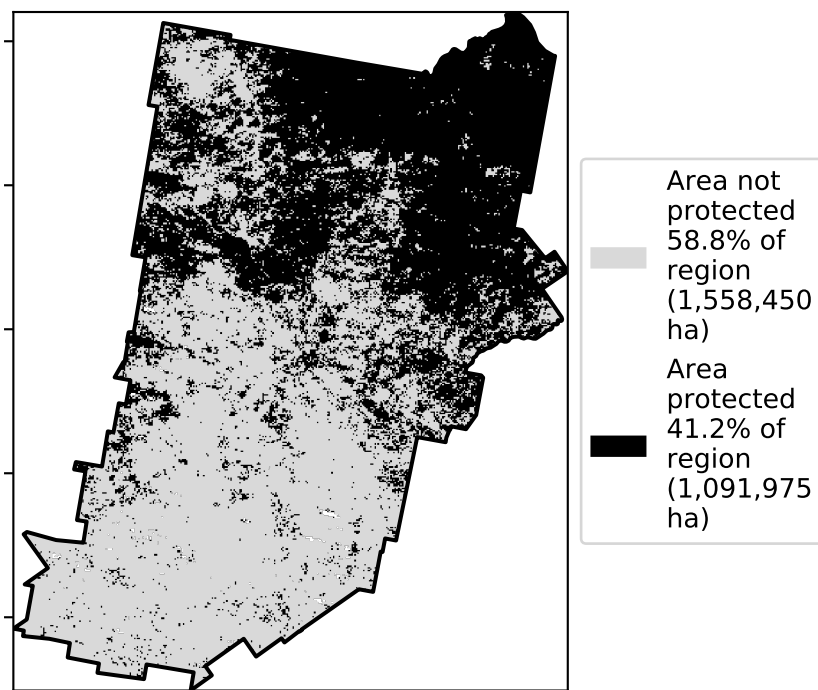 Area not
protected
58.8% of
region
(1,558,450
ha)
Area
protected
41.2% of
region
(1,091,975
ha)